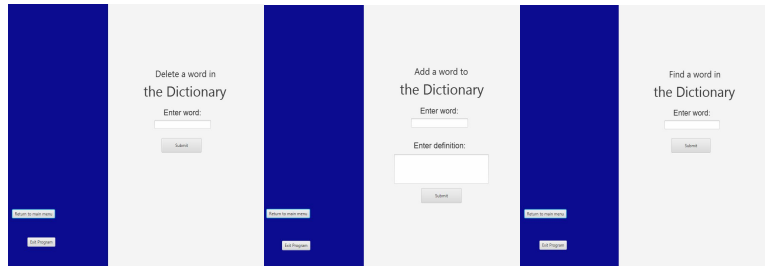 Delete a word in
the Dictionary
Enter word:
Submit
Return to main menu
Exit Program
Add a word to
the Dictionary
Enter word:
Enter definition:
Submit
Return to main menu
Exit Program
Find a word in
the Dictionary
Enter word:
Submit
Return to main menu
Exit Program